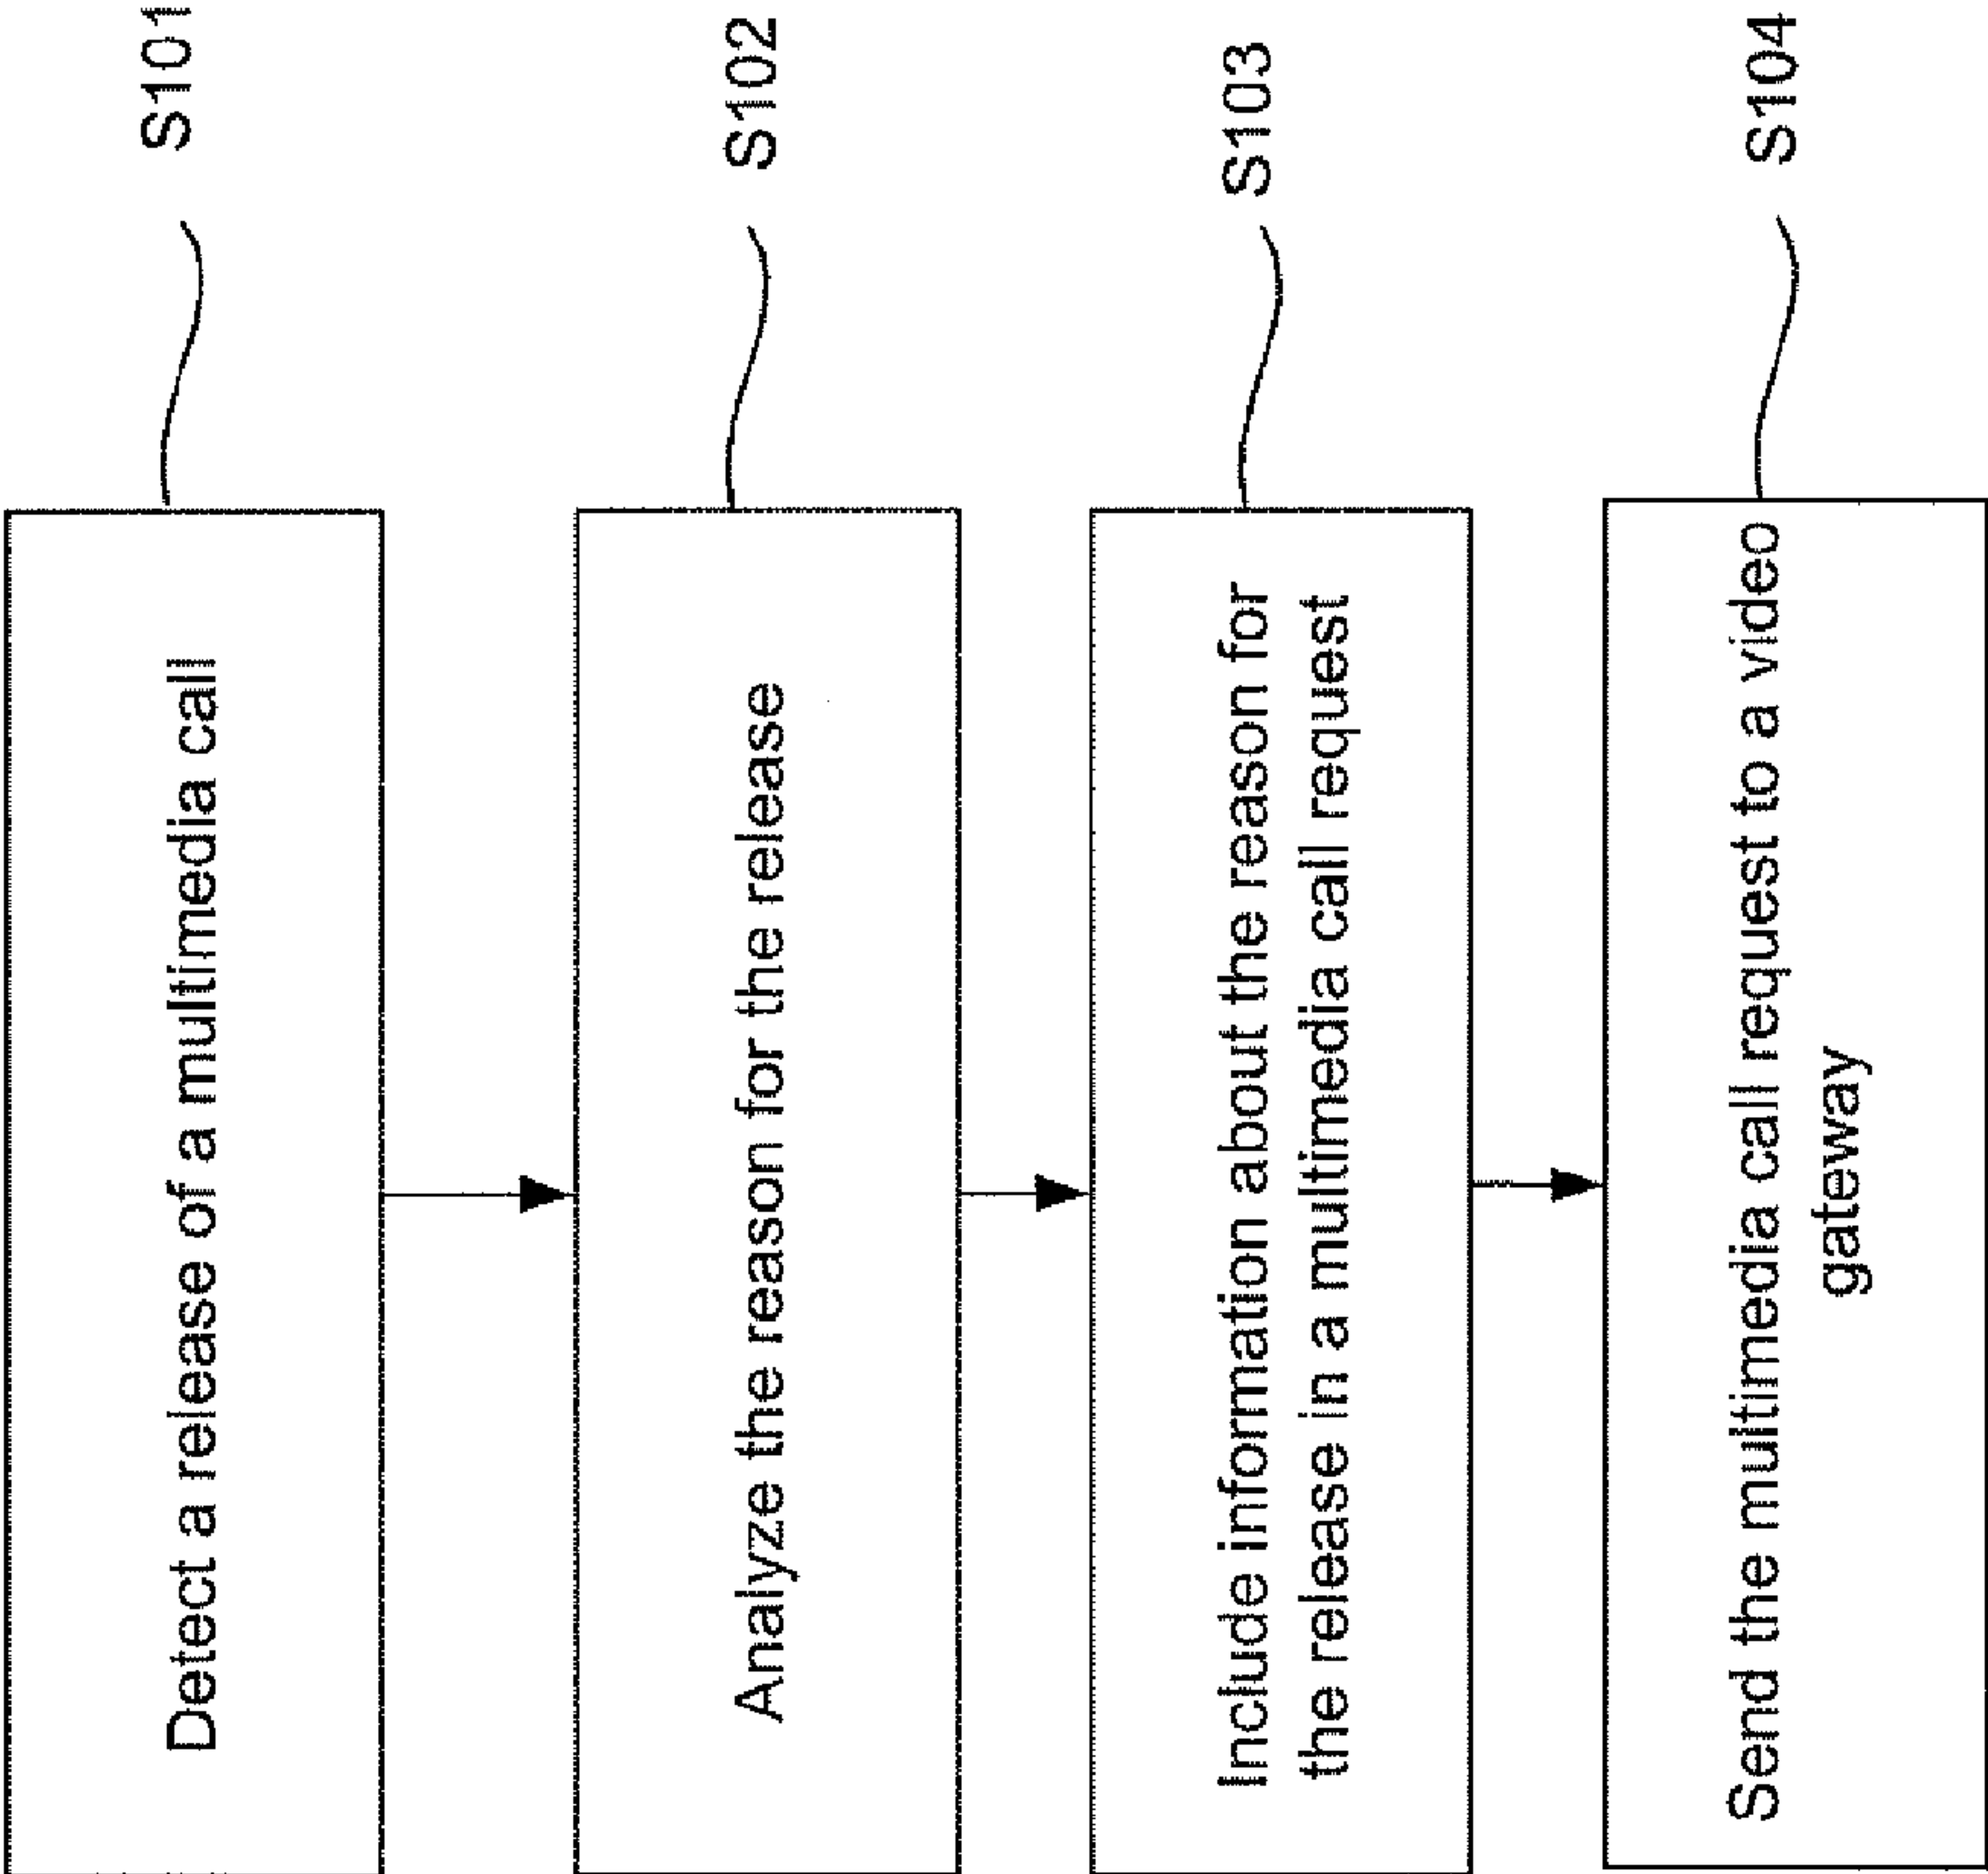 Detect a release of a multimedia call
S101
Analyze the reason for the release
S102
Include information about the reason for
the release in a multimedia call request
S103
Send the multimedia call request to a video
gateway
S104